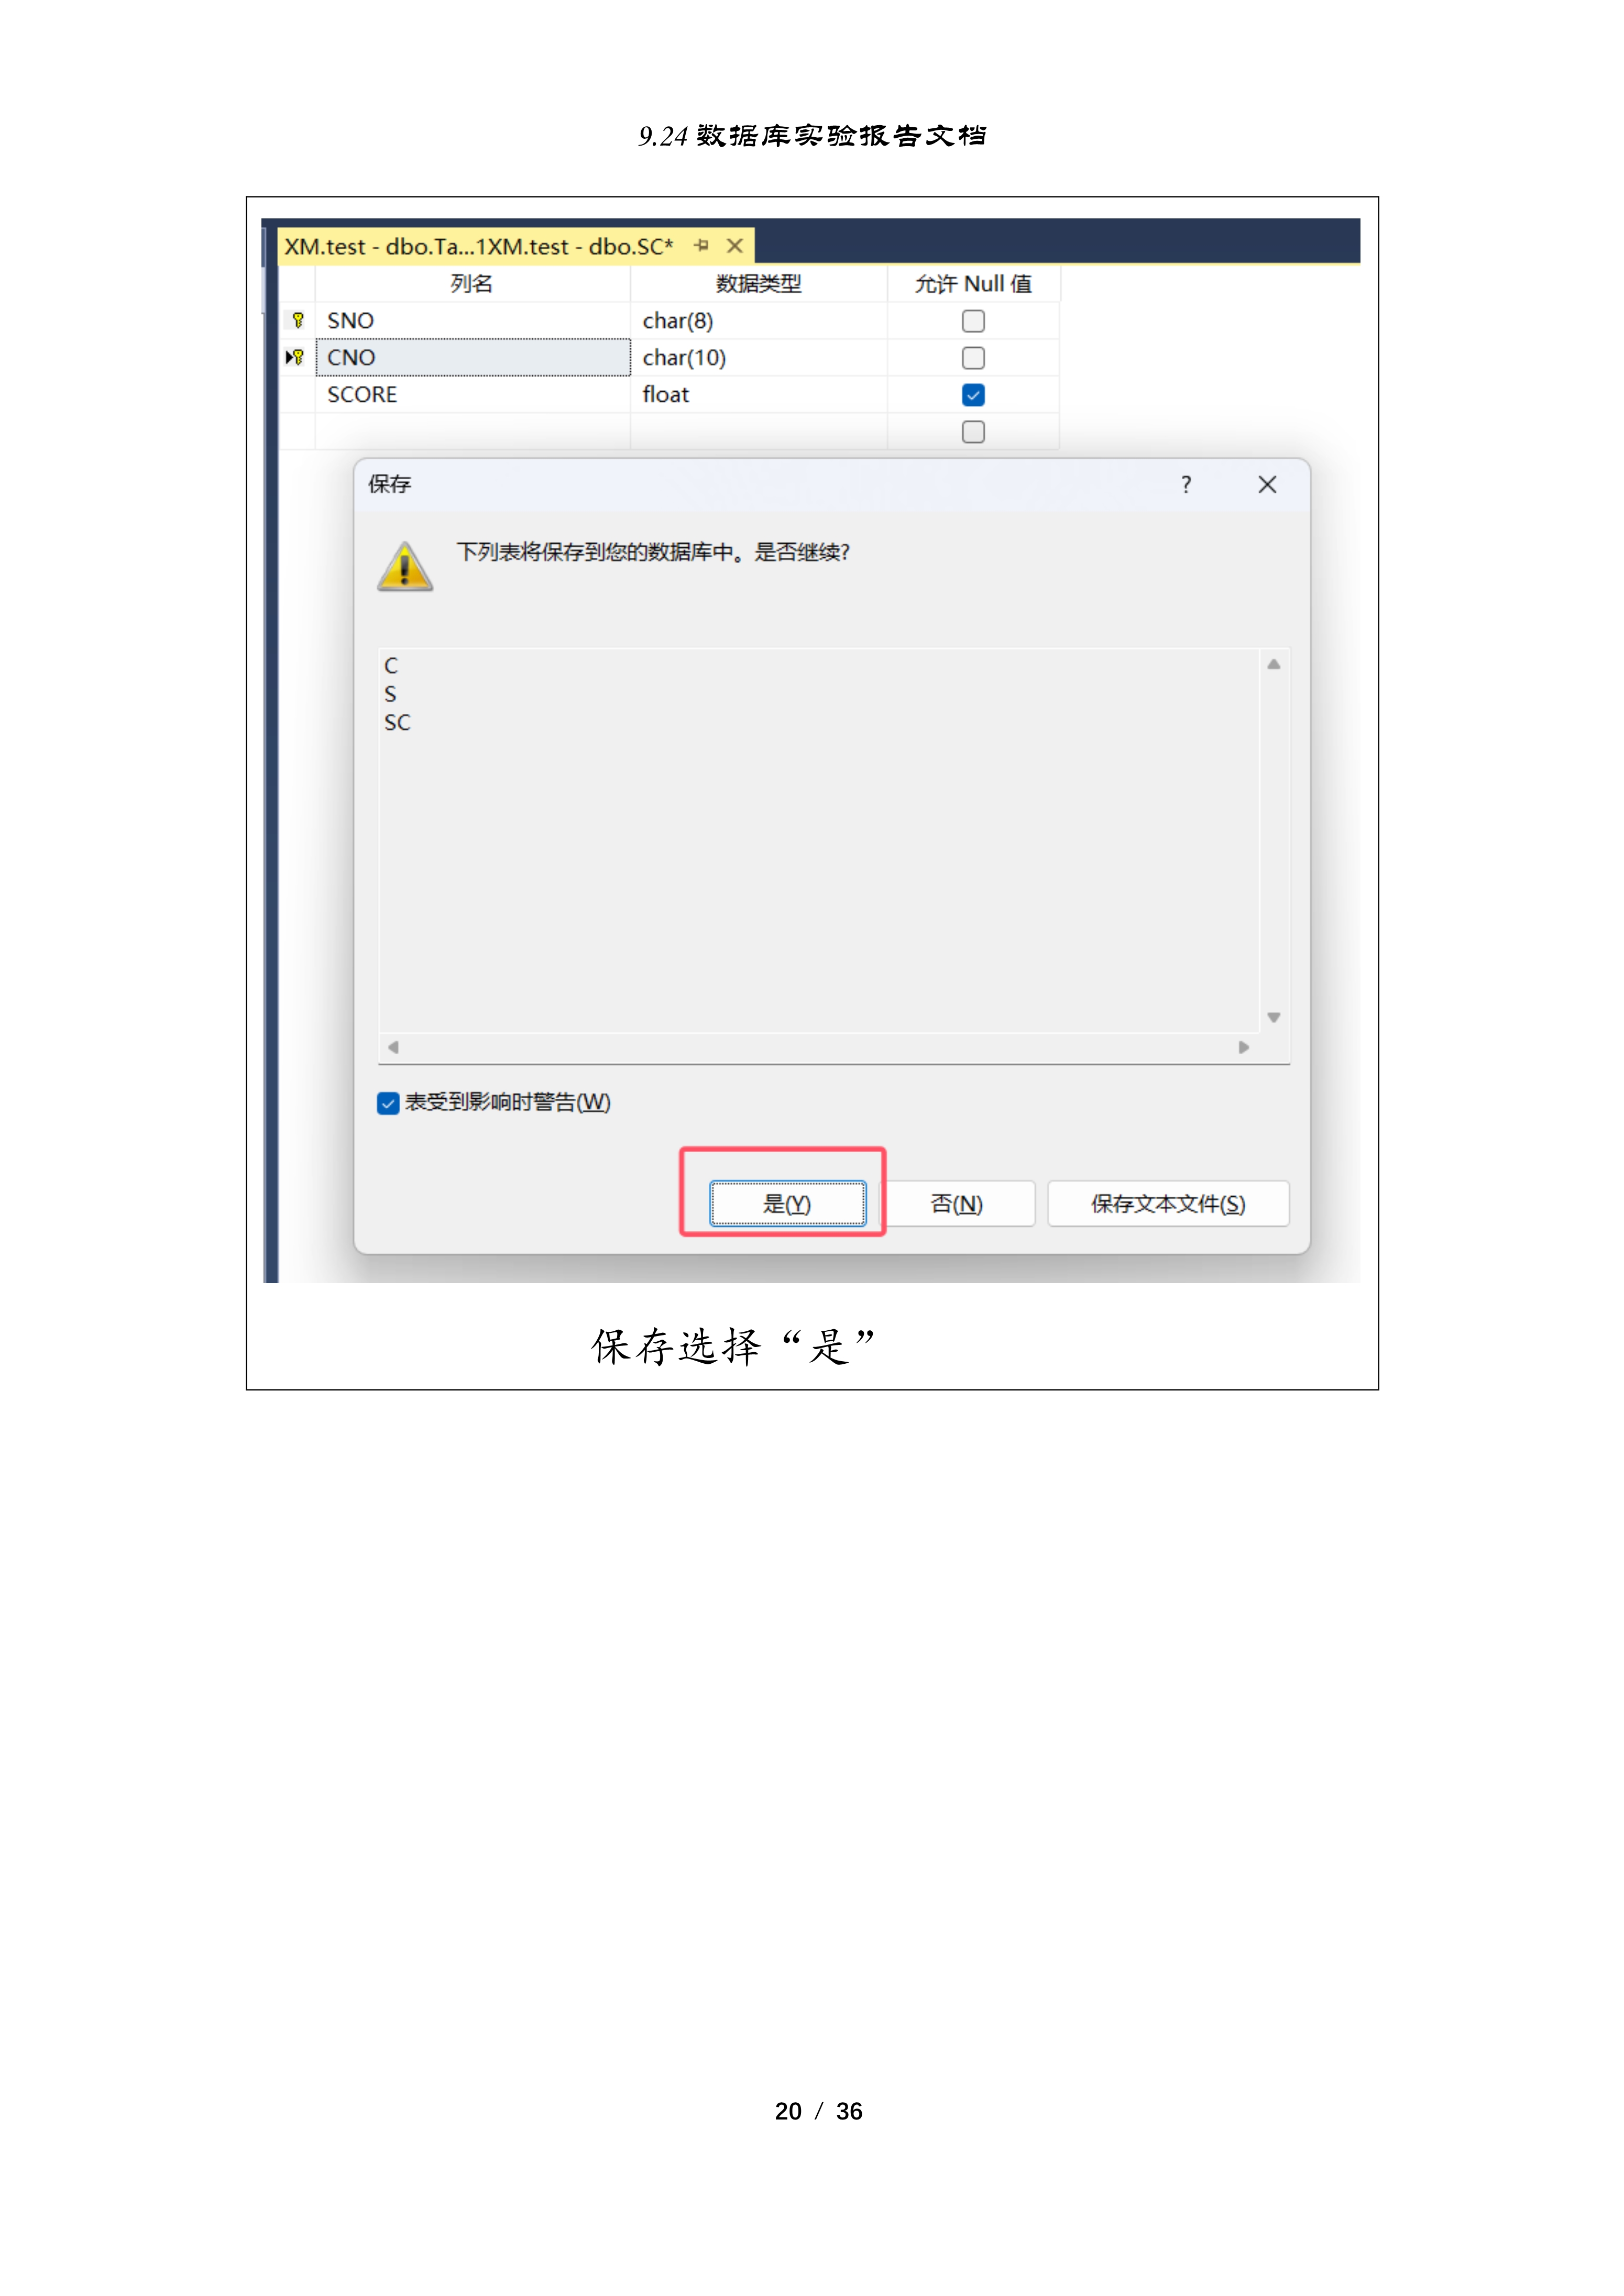 9.24 数据库实验报告文档
XM.test - dbo.Ta...1XM.test - dbo.SC*
列名 数据类型 允许 Null 值
SNO char(8)
CNO char(10)
SCORE float
保存 ?
下列表将保存到您的数据库中。是否继续?
C
S
SC
表受到影响时警告(W)
是(Y) 否(N) 保存文本文件(S)
保存选择“是”
20 / 36